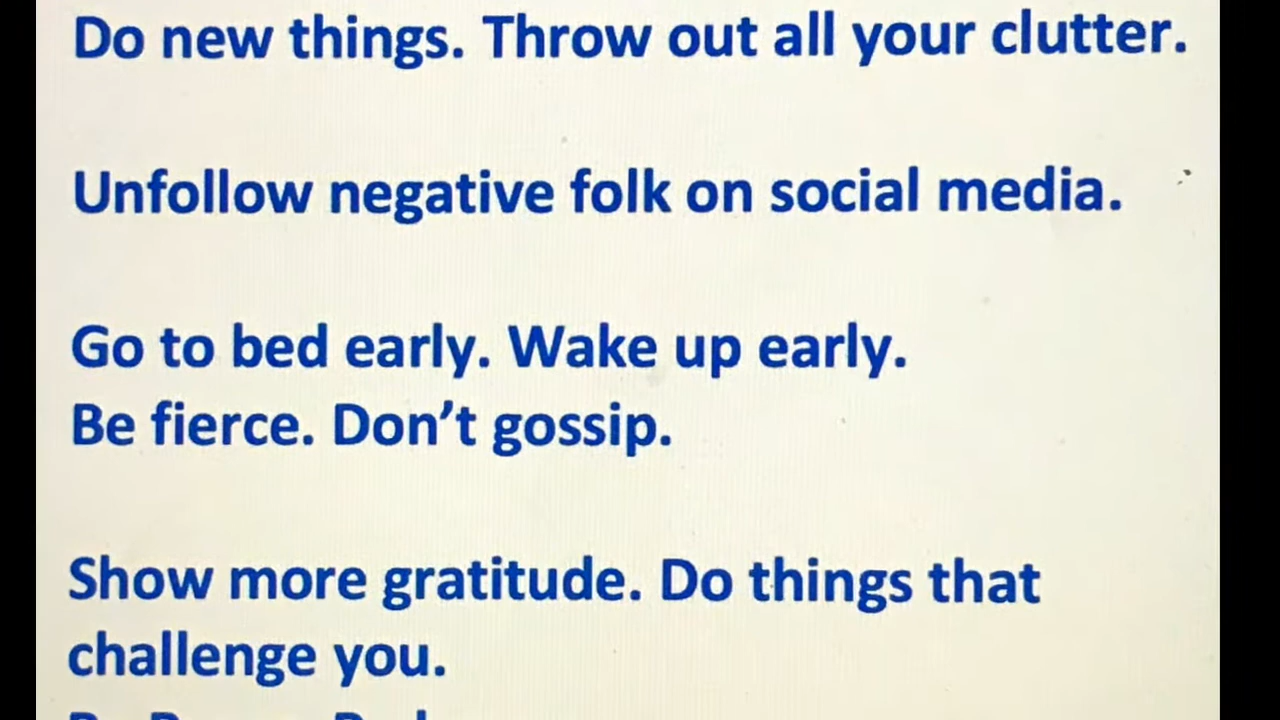 Do new things. Throw out all your clutter.
Unfollow negative folk on social media.
Go to bed early. Wake up early.
Be fierce. Don’t gossip.
Show more gratitude. Do things that
challenge you.